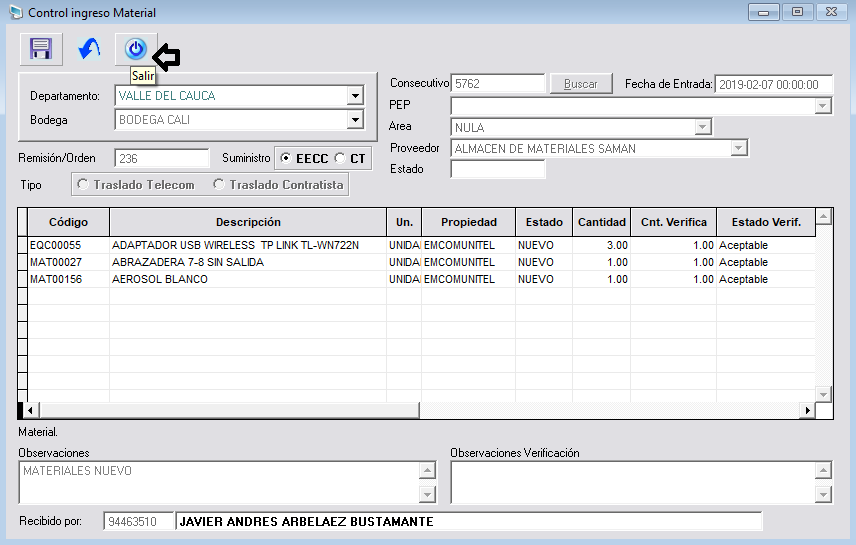 Control ingreso Material
Salir
Departamento: VALLE DEL CAUCA
Bodega BODEGA CALI
Consecutivo 5762 Buscar Fecha de Entrada: 2019-02-07 00:00:00
PEP
Area NULA
Proveedor ALMACEN DE MATERIALES SAMAN
Estado
Remisión/Orden 236 Suministro EECC CT
Tipo Traslado Telecom Traslado Contratista
Código Descripción Un. Propiedad Estado Cantidad Cnt. Verifica Estado Verif.
EQC00055 ADAPTADOR USB WIRELESS TP LINK TL-WN722N UNIDA EMCOMUNITEL NUEVO 3.00 1.00 Aceptable
MAT00027 ABRAZADERA 7-8 SIN SALIDA UNIDA EMCOMUNITEL NUEVO 1.00 1.00 Aceptable
MAT00156 AEROSOL BLANCO UNIDA EMCOMUNITEL NUEVO 1.00 1.00 Aceptable
Material.
Observaciones
MATERIALES NUEVO
Observaciones Verificación
Recibido por: 94463510 JAVIER ANDRES ARBELAEZ BUSTAMANTE